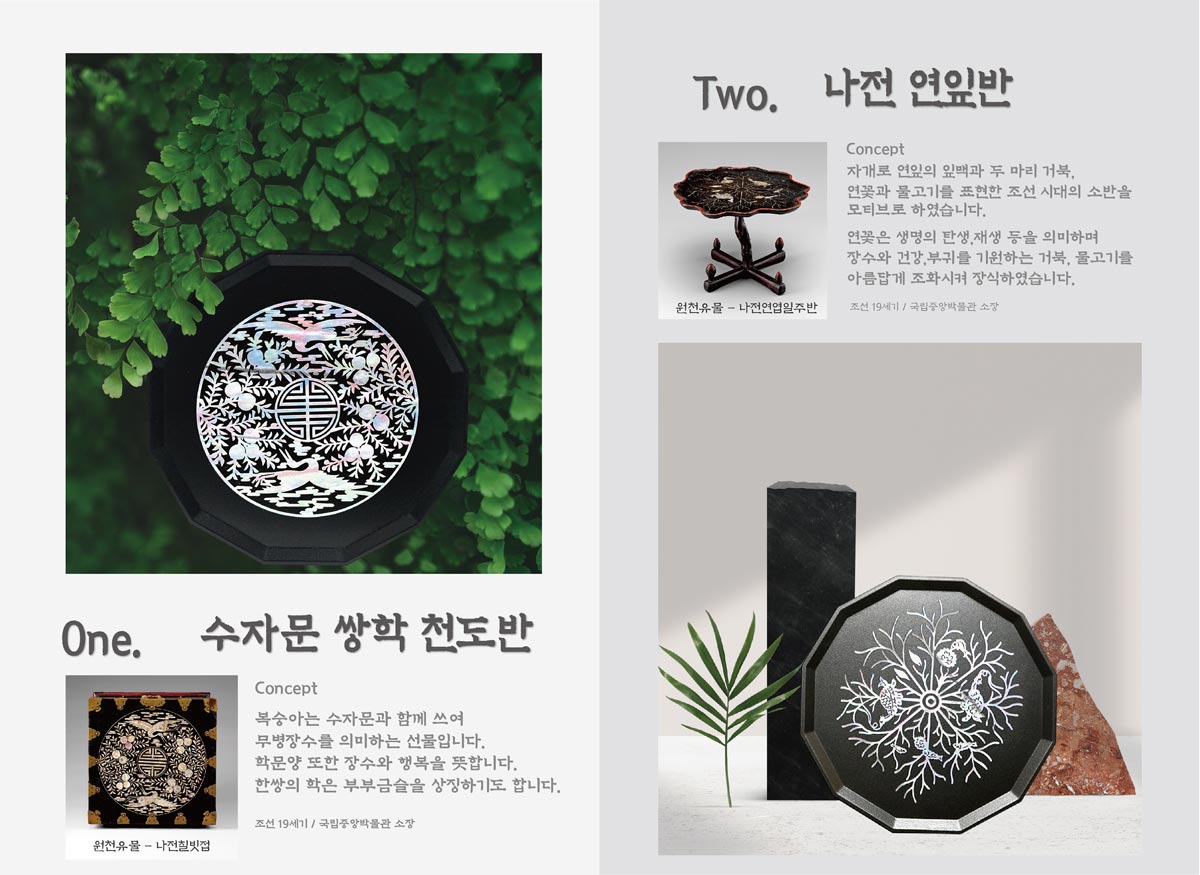 One. 수자문 쌍학 천도반
원천유물 - 나전칠빗접
Concept
복숭아는 수자문과 함께 쓰여
무병장수를 의미하는 선물입니다.
학문양 또한 장수와 행복을 뜻합니다.
한쌍의 학은 부부금슬을 상징하기도 합니다.
조선 19세기 / 국립중앙박물관 소장
Two. 나전 연잎반
원천유물 - 나전연엽일주반
Concept
자개로 연잎의 잎맥과 두 마리 거북,
연꽃과 물고기를 표현한 조선 시대의 소반을
모티브로 하였습니다.
연꽃은 생명의 탄생,재생 등을 의미하며
장수와 건강,부귀를 기원하는 거북, 물고기를
아름답게 조화시켜 장식하였습니다.
조선 19세기 / 국립중앙박물관 소장